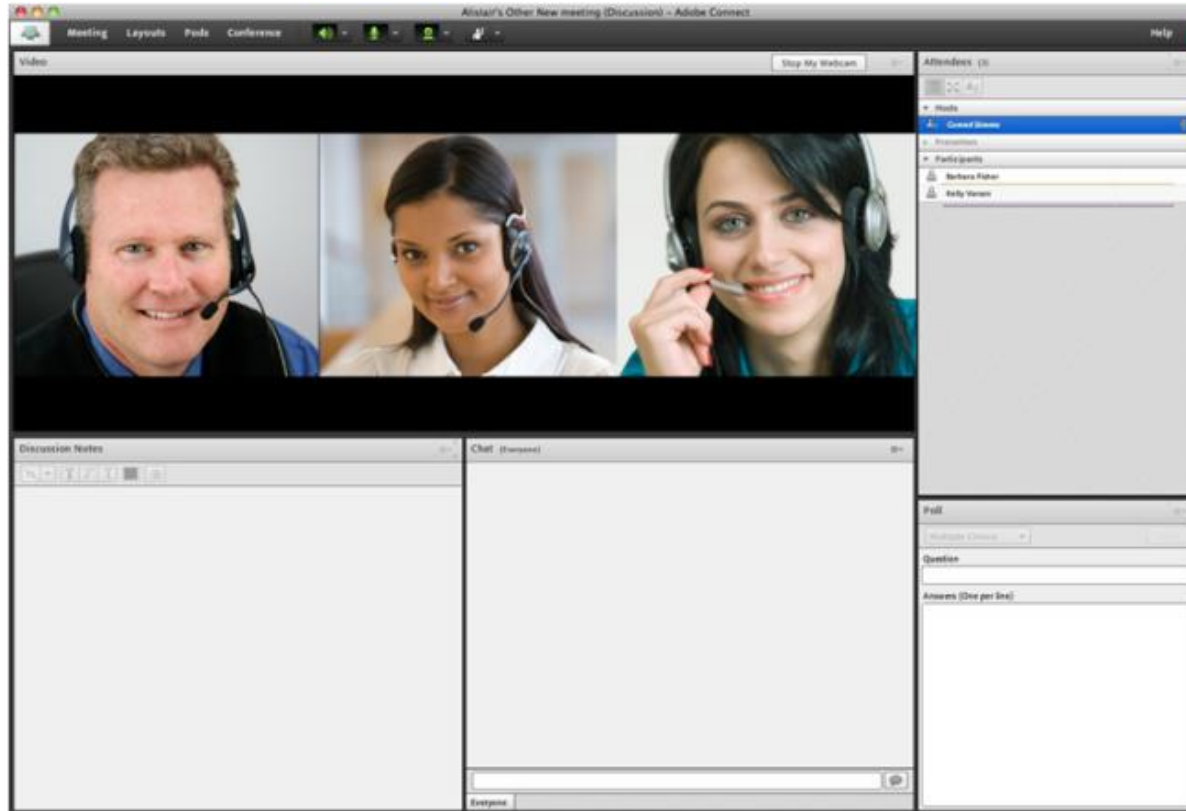 Alistair's Other New meeting (Discussion) – Adobe Connect
Meeting Layouts Pods Conference Help
Video Stop My Webcam
Attendees (3)
Hosts
Presenters
Participants
Barbara Fisher
Kelly
Discussion Notes
Chat (Everyone)
Everyone
Poll
Multiple Choice
Question
Answers (One per line)